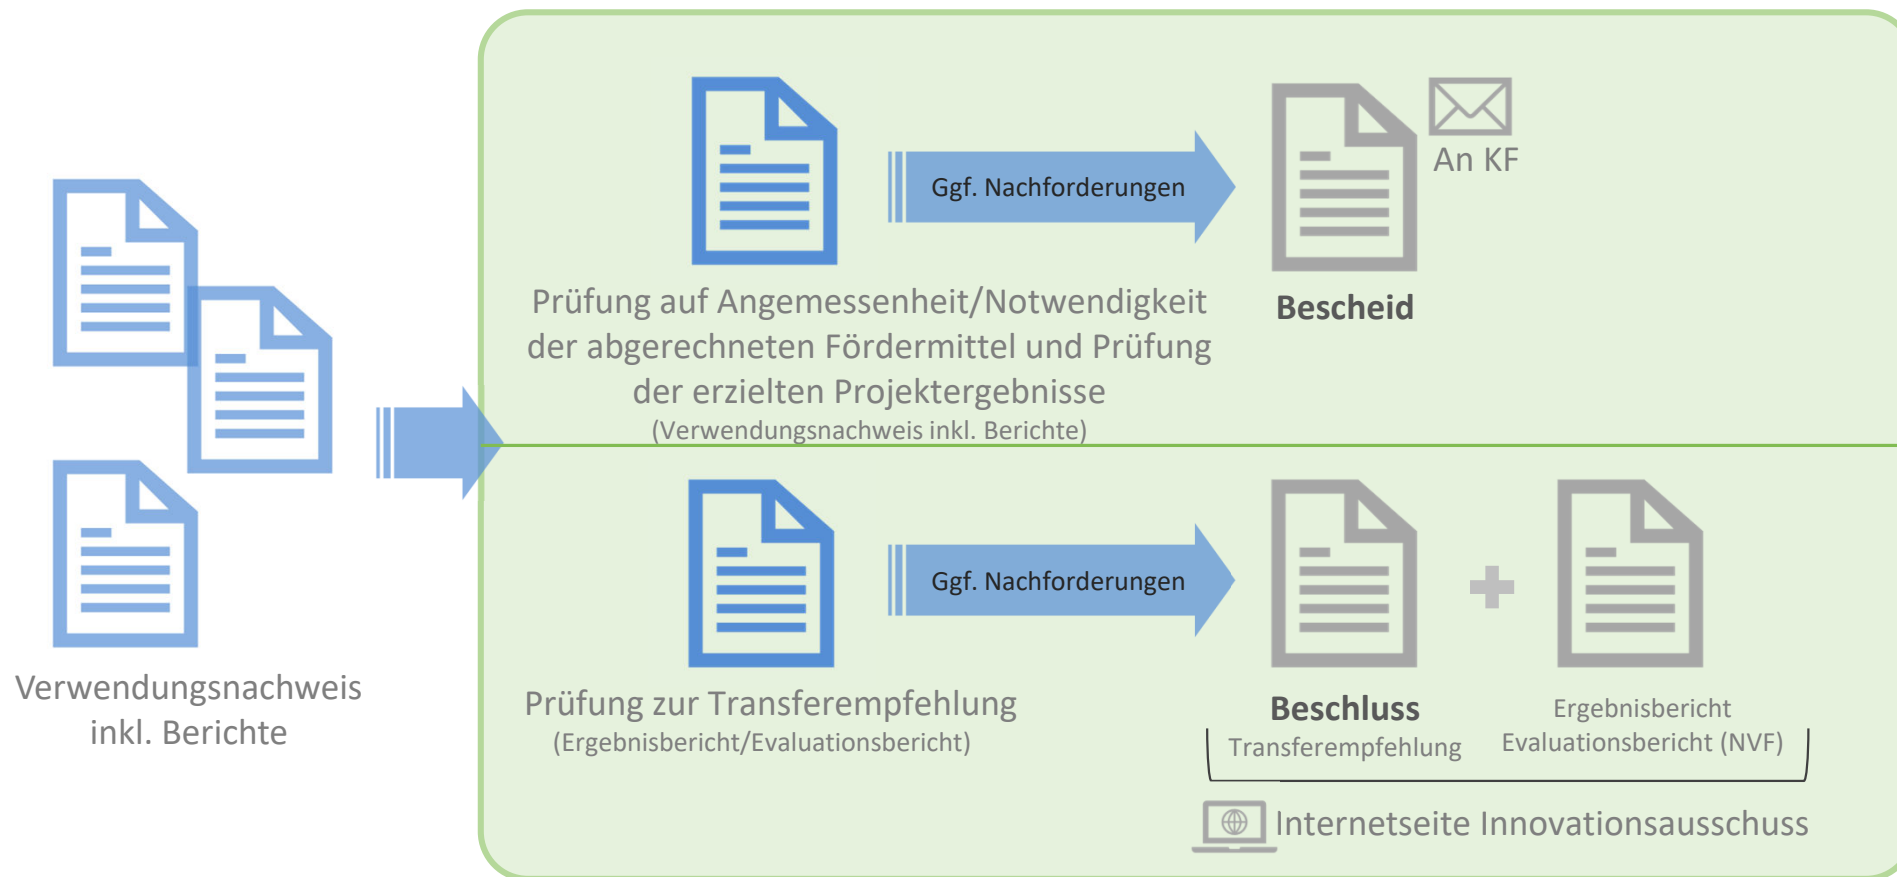 Verwendungsnachweis
inkl. Berichte
Prüfung auf Angemessenheit/Notwendigkeit
der abgerechneten Fördermittel und Prüfung
der erzielten Projektergebnisse
(Verwendungsnachweis inkl. Berichte)
Ggf. Nachforderungen
Bescheid
An KF
Prüfung zur Transferempfehlung
(Ergebnisbericht/Evaluationsbericht)
Ggf. Nachforderungen
Beschluss
Transferempfehlung
Ergebnisbericht
Evaluationsbericht (NVF)
Internetseite Innovationsausschuss